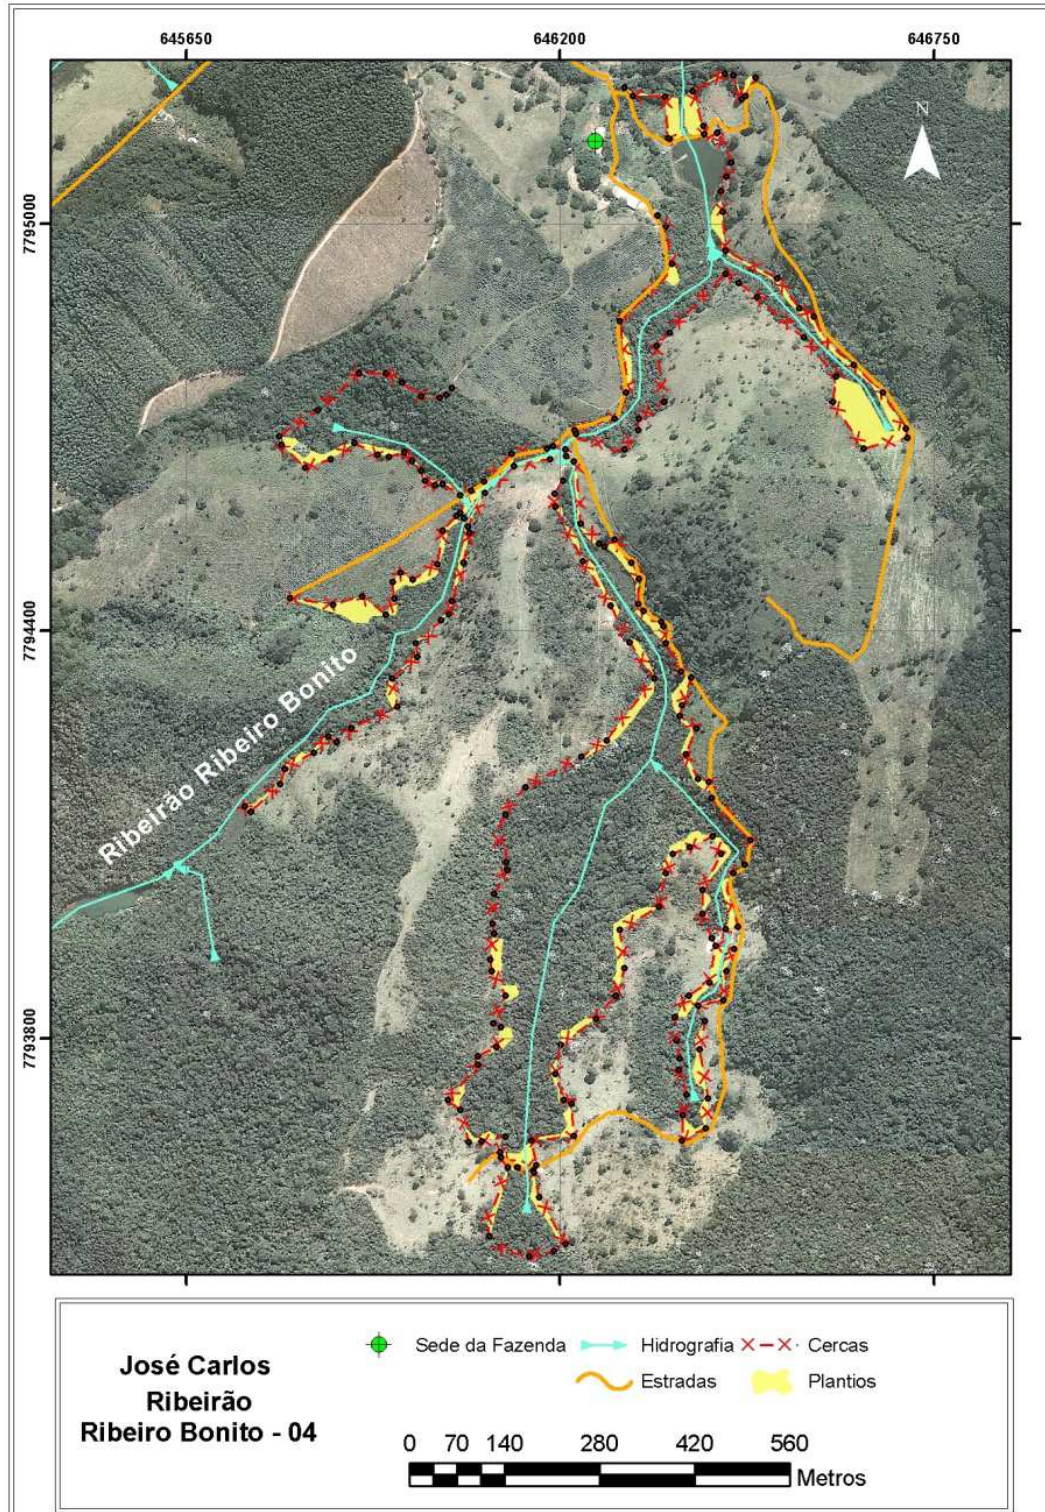 645650 646200 646750
N
7795000
7794400
Ribeirão Ribeiro Bonito
7793800
José Carlos
Ribeirão
Ribeiro Bonito - 04
Sede da Fazenda Hidrografia Cercas
Estradas Plantios
0 70 140 280 420 560
Metros